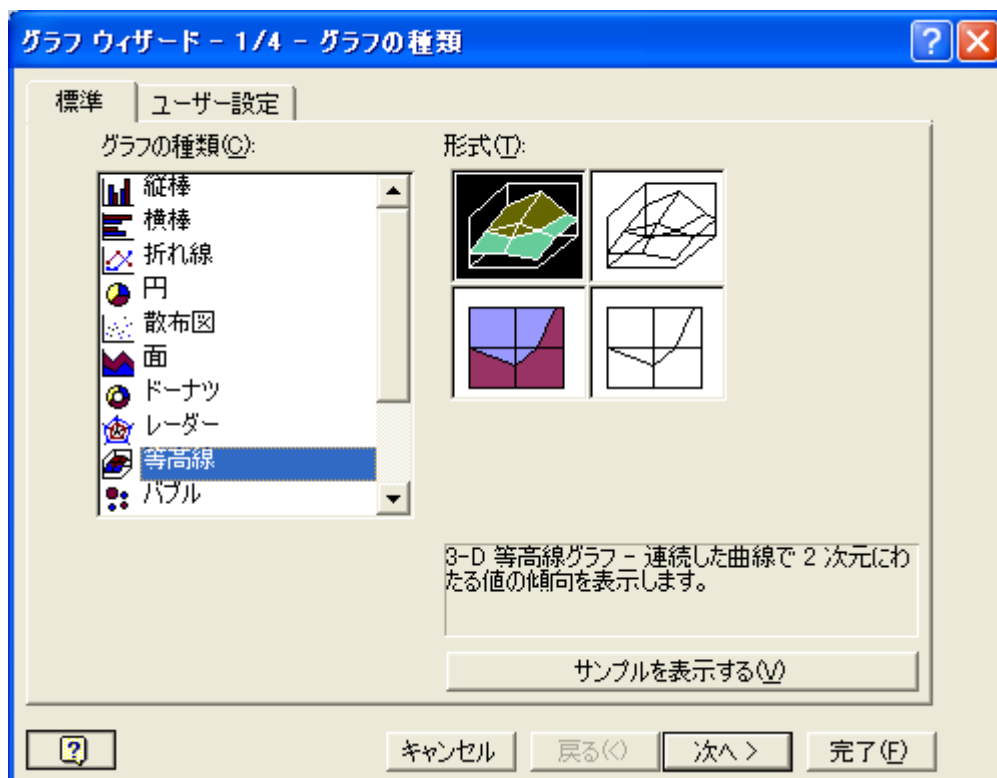 グラフ ウィザード - 1/4 - グラフの種類
標準
ユーザー設定
グラフの種類(C):
縦棒
横棒
折れ線
円
散布図
面
ドーナツ
レーダー
等高線
バブル
形式(T):
3-D 等高線グラフ - 連続した曲線で 2 次元にわ
たる値の傾向を表示します。
サンプルを表示する(V)
キャンセル
戻る(<)
次へ >
完了(F)